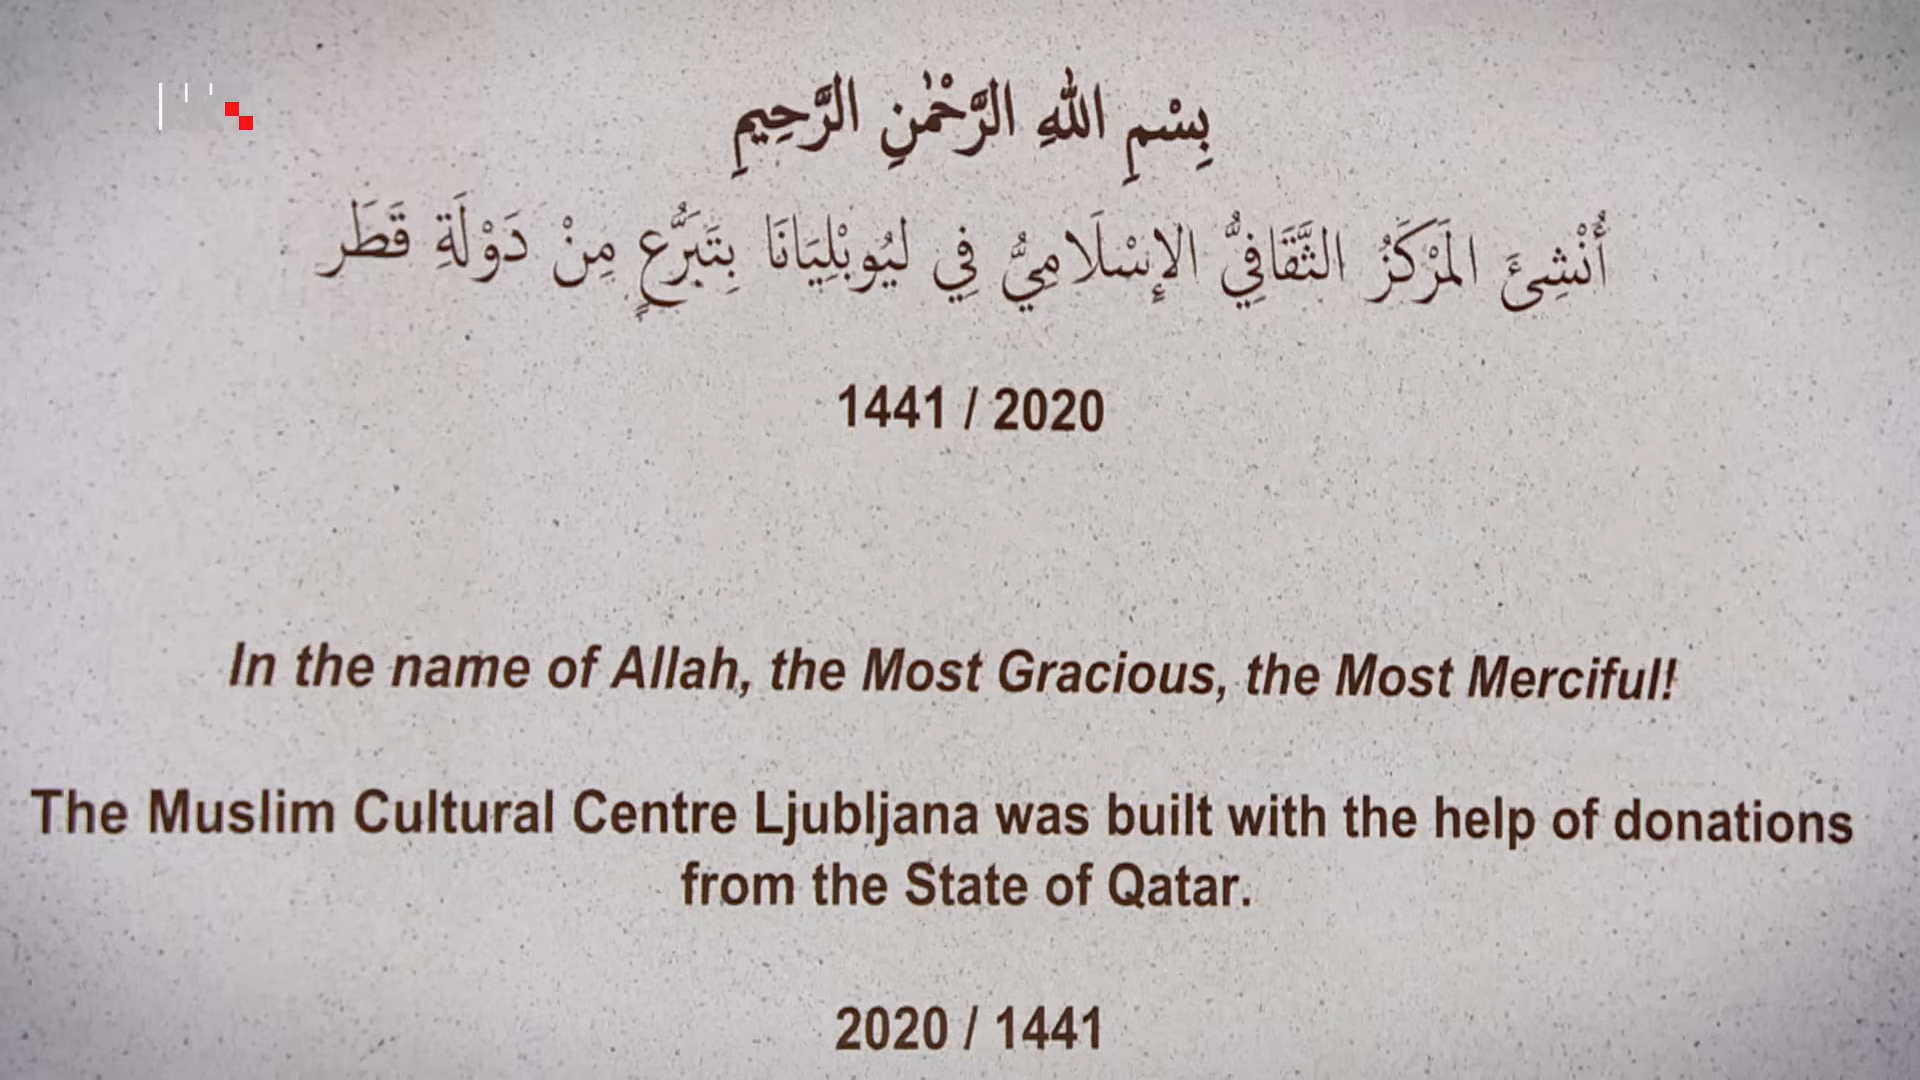 بِسْمِ اللهِ الرَّحْمٰنِ الرَّحِيمِ
أُنْشِئَ المَرْكَزُ الثَّقَافِيُّ الإِسْلَامِيُّ فِي ليُوبْلِيَانَا بِتَبَرُّعٍ مِنْ دَوْلَةِ قَطَر
1441 / 2020
In the name of Allah, the Most Gracious, the Most Merciful!
The Muslim Cultural Centre Ljubljana was built with the help of donations
from the State of Qatar.
2020 / 1441